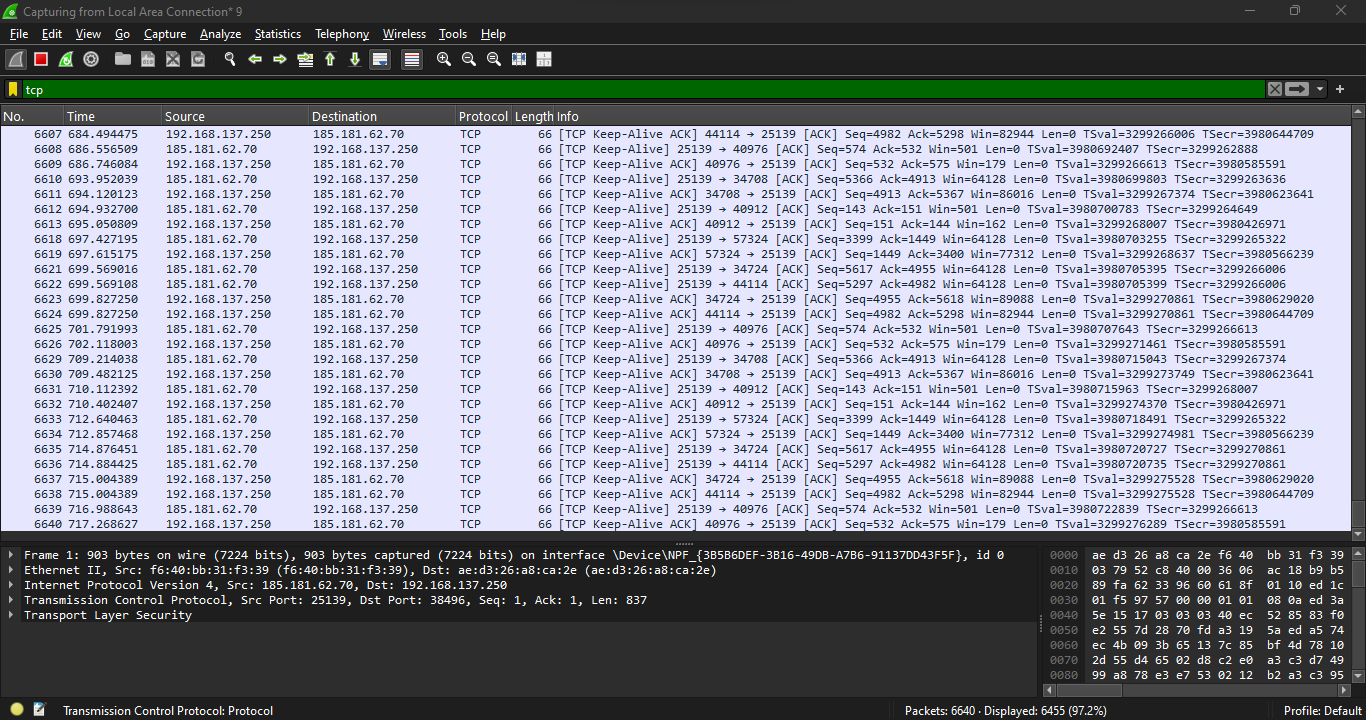 Capturing from Local Area Connection* 9
File Edit View Go Capture Analyze Statistics Telephony Wireless Tools Help
tcp
No. Time Source Destination Protocol Length Info
6607 684.494475 192.168.137.250 185.181.62.70 TCP 66 [TCP Keep-Alive ACK] 44114 → 25139 [ACK] Seq=4982 Ack=5298 Win=82944 Len=0 TSval=3299266006 TSecr=3980644709
6608 686.556509 185.181.62.70 192.168.137.250 TCP 66 [TCP Keep-Alive] 25139 → 40976 [ACK] Seq=574 Ack=532 Win=501 Len=0 TSval=3980692407 TSecr=3299262888
6609 686.746084 192.168.137.250 185.181.62.70 TCP 66 [TCP Keep-Alive ACK] 40976 → 25139 [ACK] Seq=532 Ack=575 Win=179 Len=0 TSval=3299266613 TSecr=3980585591
6610 693.952039 185.181.62.70 192.168.137.250 TCP 66 [TCP Keep-Alive] 25139 → 34708 [ACK] Seq=5366 Ack=4913 Win=64128 Len=0 TSval=3980699803 TSecr=3299263636
6611 694.120123 192.168.137.250 185.181.62.70 TCP 66 [TCP Keep-Alive ACK] 34708 → 25139 [ACK] Seq=4913 Ack=5367 Win=86016 Len=0 TSval=3299267374 TSecr=3980623641
6612 694.932700 185.181.62.70 192.168.137.250 TCP 66 [TCP Keep-Alive] 25139 → 40912 [ACK] Seq=143 Ack=151 Win=501 Len=0 TSval=3980700783 TSecr=3299264649
6613 695.050809 192.168.137.250 185.181.62.70 TCP 66 [TCP Keep-Alive ACK] 40912 → 25139 [ACK] Seq=151 Ack=144 Win=162 Len=0 TSval=3299268007 TSecr=3980426971
6618 697.427195 185.181.62.70 192.168.137.250 TCP 66 [TCP Keep-Alive] 25139 → 57324 [ACK] Seq=3399 Ack=1449 Win=64128 Len=0 TSval=3980703255 TSecr=3299265322
6619 697.615175 192.168.137.250 185.181.62.70 TCP 66 [TCP Keep-Alive ACK] 57324 → 25139 [ACK] Seq=1449 Ack=3400 Win=77312 Len=0 TSval=3299268637 TSecr=3980566239
6621 699.569016 185.181.62.70 192.168.137.250 TCP 66 [TCP Keep-Alive] 25139 → 34724 [ACK] Seq=5617 Ack=4955 Win=64128 Len=0 TSval=3980705395 TSecr=3299266006
6622 699.569108 185.181.62.70 192.168.137.250 TCP 66 [TCP Keep-Alive] 25139 → 44114 [ACK] Seq=5297 Ack=4982 Win=64128 Len=0 TSval=3980705399 TSecr=3299266006
6623 699.827250 192.168.137.250 185.181.62.70 TCP 66 [TCP Keep-Alive ACK] 34724 → 25139 [ACK] Seq=4955 Ack=5618 Win=89088 Len=0 TSval=3299270861 TSecr=3980629020
6624 699.827250 192.168.137.250 185.181.62.70 TCP 66 [TCP Keep-Alive ACK] 44114 → 25139 [ACK] Seq=4982 Ack=5298 Win=82944 Len=0 TSval=3299270861 TSecr=3980644709
6625 701.791993 185.181.62.70 192.168.137.250 TCP 66 [TCP Keep-Alive] 25139 → 40976 [ACK] Seq=574 Ack=532 Win=501 Len=0 TSval=3980707643 TSecr=3299266613
6626 702.118003 192.168.137.250 185.181.62.70 TCP 66 [TCP Keep-Alive ACK] 40976 → 25139 [ACK] Seq=532 Ack=575 Win=179 Len=0 TSval=3299271461 TSecr=3980585591
6629 709.214038 185.181.62.70 192.168.137.250 TCP 66 [TCP Keep-Alive] 25139 → 34708 [ACK] Seq=5366 Ack=4913 Win=64128 Len=0 TSval=3980715043 TSecr=3299267374
6630 709.482125 192.168.137.250 185.181.62.70 TCP 66 [TCP Keep-Alive ACK] 34708 → 25139 [ACK] Seq=4913 Ack=5367 Win=86016 Len=0 TSval=3299273749 TSecr=3980623641
6631 710.112392 185.181.62.70 192.168.137.250 TCP 66 [TCP Keep-Alive] 25139 → 40912 [ACK] Seq=143 Ack=151 Win=501 Len=0 TSval=3980715963 TSecr=3299268007
6632 710.402407 192.168.137.250 185.181.62.70 TCP 66 [TCP Keep-Alive ACK] 40912 → 25139 [ACK] Seq=151 Ack=144 Win=162 Len=0 TSval=3299274370 TSecr=3980426971
6633 712.640463 185.181.62.70 192.168.137.250 TCP 66 [TCP Keep-Alive] 25139 → 57324 [ACK] Seq=3399 Ack=1449 Win=64128 Len=0 TSval=3980718491 TSecr=3299265322
6634 712.857468 192.168.137.250 185.181.62.70 TCP 66 [TCP Keep-Alive ACK] 57324 → 25139 [ACK] Seq=1449 Ack=3400 Win=77312 Len=0 TSval=3299274981 TSecr=3980566239
6635 714.876451 185.181.62.70 192.168.137.250 TCP 66 [TCP Keep-Alive] 25139 → 34724 [ACK] Seq=5617 Ack=4955 Win=64128 Len=0 TSval=3980720727 TSecr=3299270861
6636 714.884425 185.181.62.70 192.168.137.250 TCP 66 [TCP Keep-Alive] 25139 → 44114 [ACK] Seq=5297 Ack=4982 Win=64128 Len=0 TSval=3980720735 TSecr=3299270861
6637 715.004389 192.168.137.250 185.181.62.70 TCP 66 [TCP Keep-Alive ACK] 34724 → 25139 [ACK] Seq=4955 Ack=5618 Win=89088 Len=0 TSval=3299275528 TSecr=3980629020
6638 715.004389 192.168.137.250 185.181.62.70 TCP 66 [TCP Keep-Alive ACK] 44114 → 25139 [ACK] Seq=4982 Ack=5298 Win=82944 Len=0 TSval=3299275528 TSecr=3980644709
6639 716.988643 185.181.62.70 192.168.137.250 TCP 66 [TCP Keep-Alive] 25139 → 40976 [ACK] Seq=574 Ack=532 Win=501 Len=0 TSval=3980722839 TSecr=3299266613
6640 717.268627 192.168.137.250 185.181.62.70 TCP 66 [TCP Keep-Alive ACK] 40976 → 25139 [ACK] Seq=532 Ack=575 Win=179 Len=0 TSval=3299276289 TSecr=3980585591
Frame 1: 903 bytes on wire (7224 bits), 903 bytes captured (7224 bits) on interface \Device\NPF_{3B5B6DEF-3B16-49DB-A7B6-91137DD43F5F}, id 0
Ethernet II, Src: f6:40:bb:31:f3:39 (f6:40:bb:31:f3:39), Dst: ae:d3:26:a8:ca:2e (ae:d3:26:a8:ca:2e)
Internet Protocol Version 4, Src: 185.181.62.70, Dst: 192.168.137.250
Transmission Control Protocol, Src Port: 25139, Dst Port: 38496, Seq: 1, Ack: 1, Len: 837
Transport Layer Security
0000 ae d3 26 a8 ca 2e f6 40 bb 31 f3 39
0010 03 79 52 c8 40 00 36 06 ac 18 b9 b5
0020 89 fa 62 33 96 60 61 8f 01 10 ed 1c
0030 01 f5 97 57 00 00 01 01 08 0a ed 3a
0040 5e 15 17 03 03 03 40 ec 52 85 83 f0
0050 e2 55 7d 28 70 fd a3 19 5a ed a5 74
0060 ec 4b 09 3b 65 13 7c 85 bf 4d 78 10
0070 2d 55 d4 65 02 d8 c2 e0 a3 c3 d7 49
0080 99 a8 78 e3 e7 53 02 12 b2 a3 c3 95
Transmission Control Protocol: Protocol
Packets: 6640 · Displayed: 6455 (97.2%)
Profile: Default